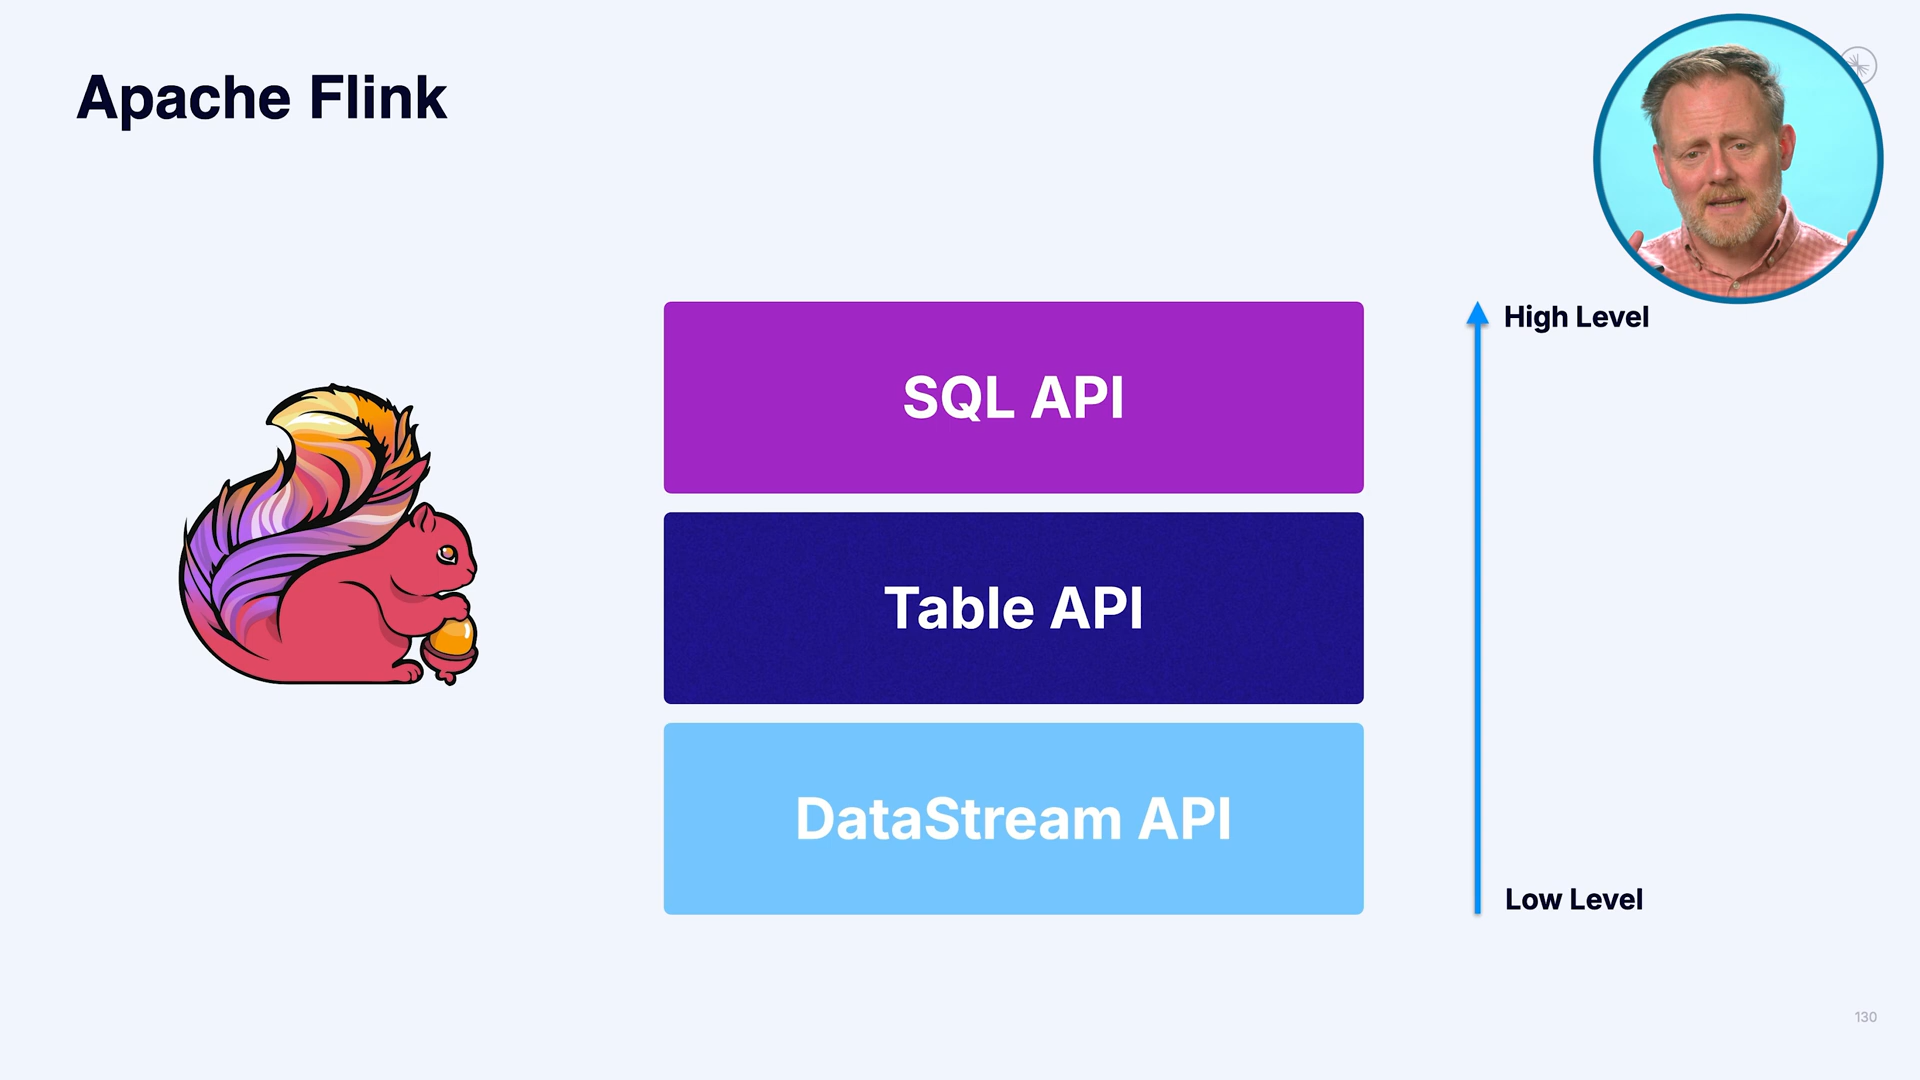 Apache Flink
High Level
SQL API
Table API
DataStream API
Low Level
130